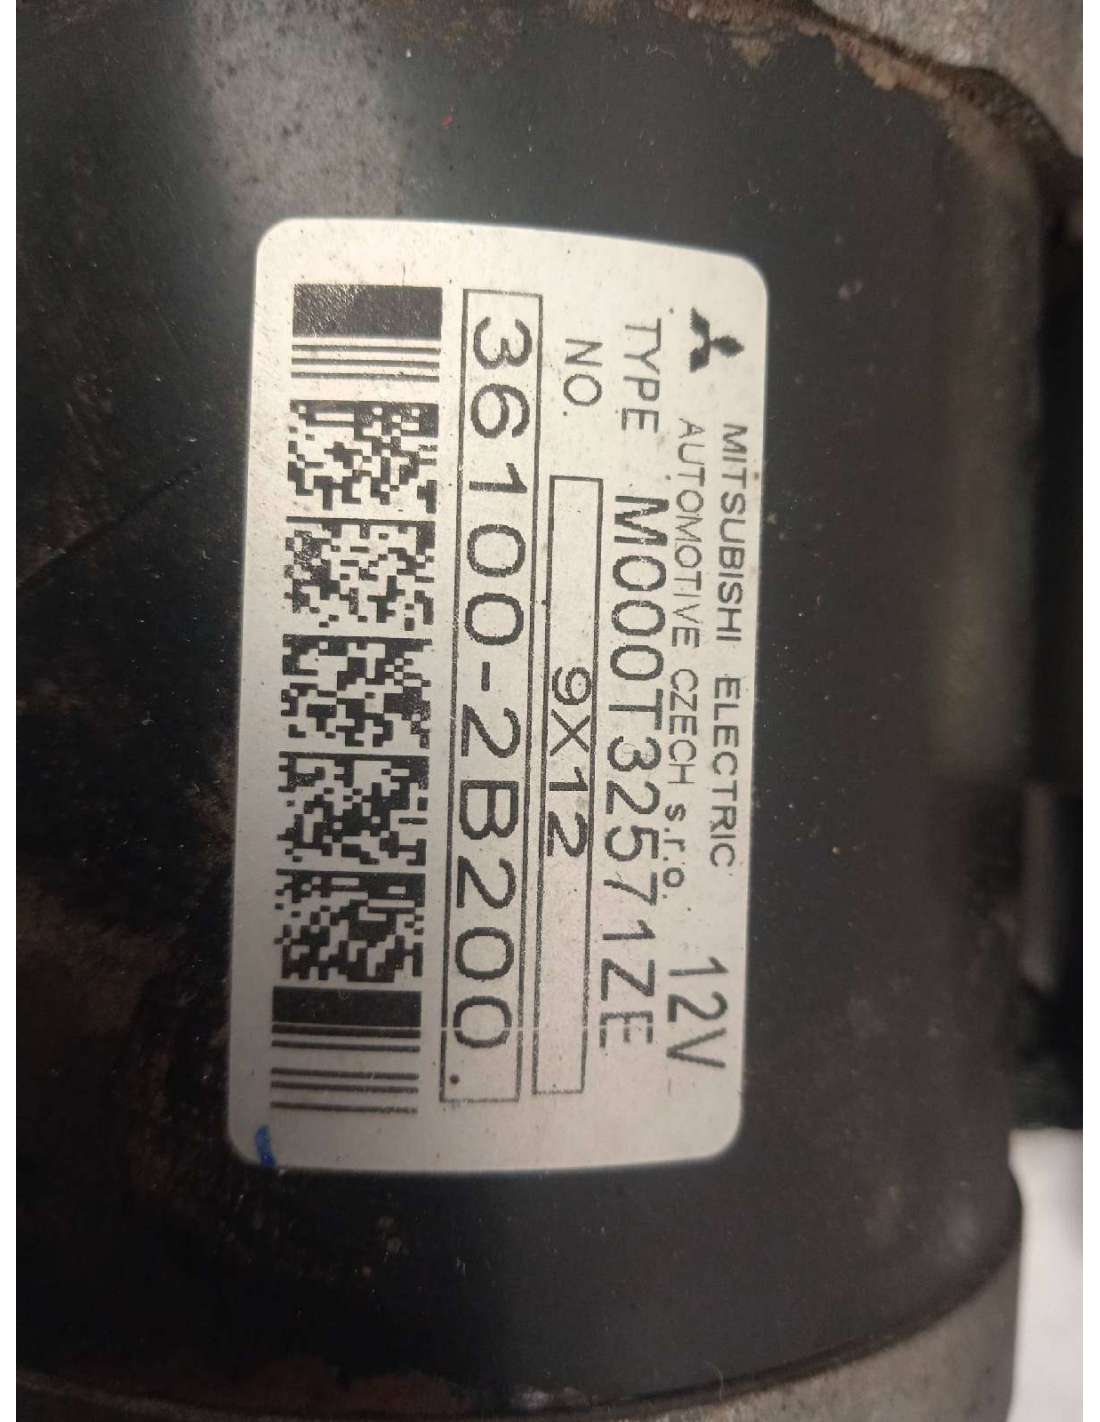 MITSUBISHI ELECTRIC
AUTOMOTIVE CZECH s.r.o. 12V
TYPE M000T32571ZE
NO. 9X12
36100-2B200